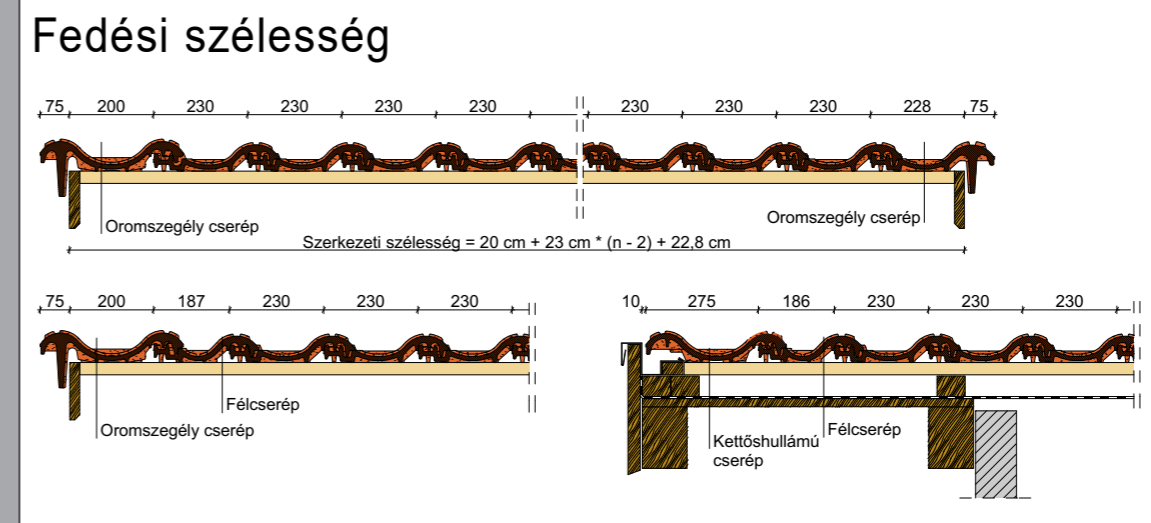 Fedési szélesség
75 200 230 230 230 230 230 230 230 228 75
Oromszegély cserép Oromszegély cserép
Szerkezeti szélesség = 20 cm + 23 cm * (n - 2) + 22,8 cm
75 200 187 230 230 230
Félcserép
Oromszegély cserép
10 275 186 230 230 230
Kettőshullámú
cserép
Félcserép